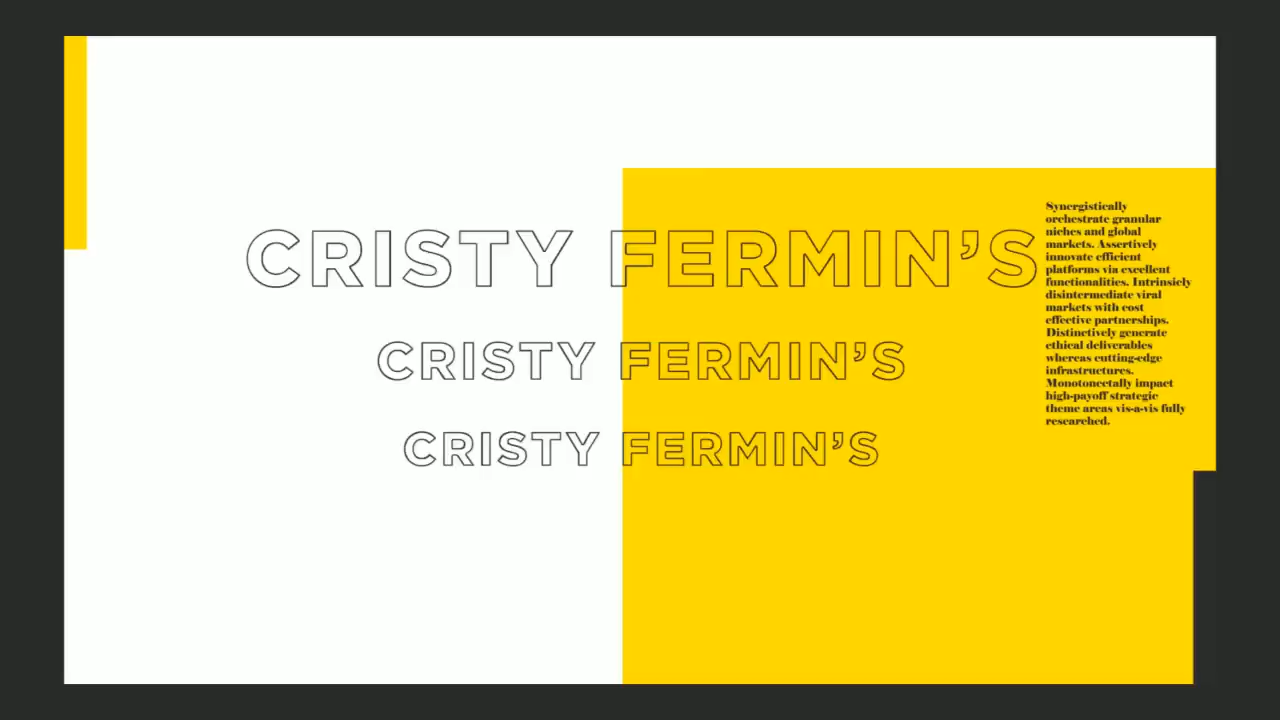 CRISTY FERMIN’S
CRISTY FERMIN’S
CRISTY FERMIN’S
Synergistically
orchestrate granular
niches and global
markets. Assertively
innovate efficient
platforms via excellent
functionalities. Intrinsicly
disintermediate viral
markets with cost
effective partnerships.
Distinctively generate
ethical deliverables
whereas cutting-edge
infrastructures.
Monotonectally impact
high-payoff strategic
theme areas vis-a-vis fully
researched.